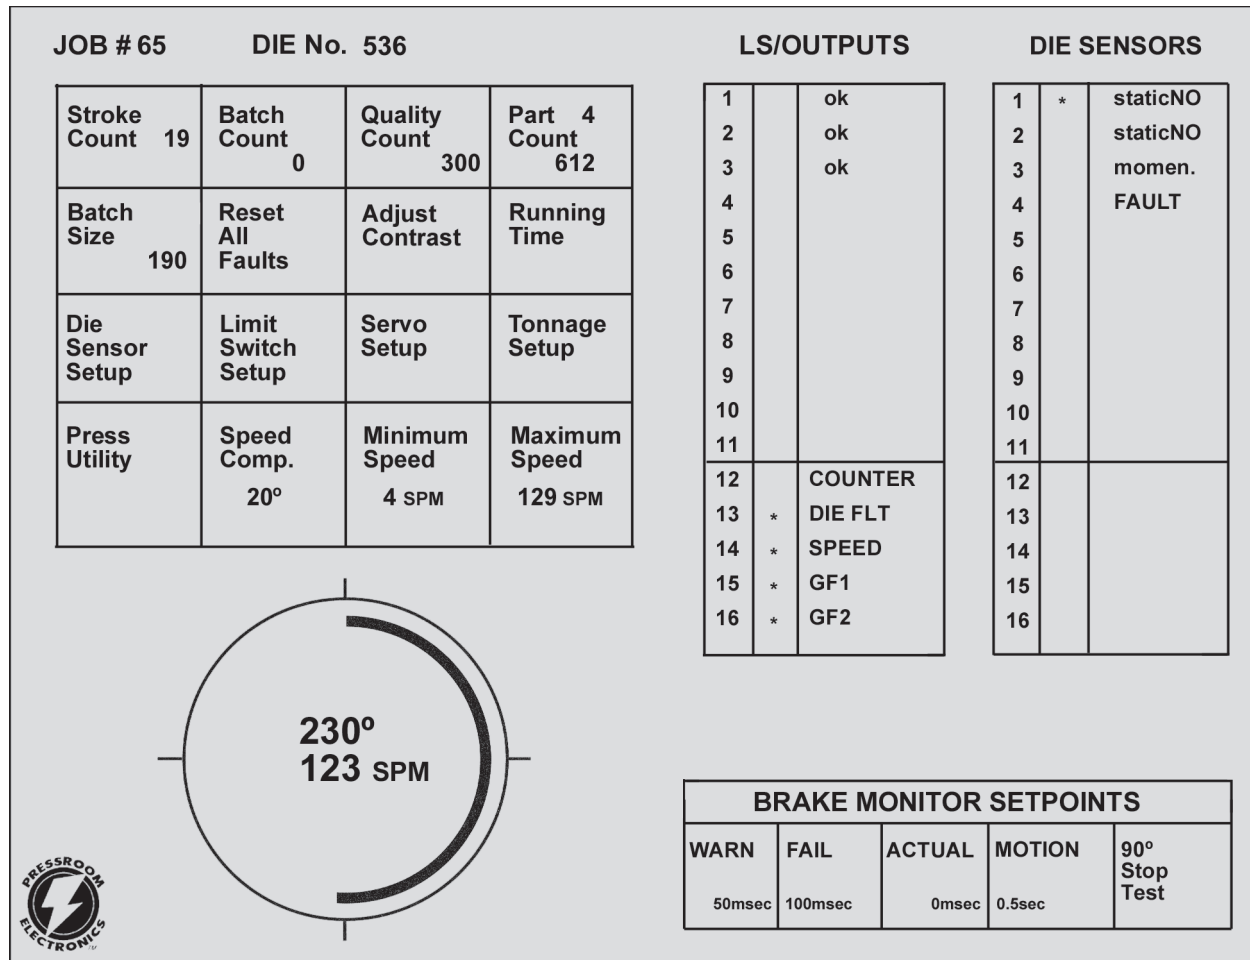 JOB # 65 DIE No. 536
LS/OUTPUTS
DIE SENSORS
Stroke
Count 19
Batch
Count
0
Quality
Count
300
Part 4
Count
612
Batch
Size
190
Reset
All
Faults
Adjust
Contrast
Running
Time
Die
Sensor
Setup
Limit
Switch
Setup
Servo
Setup
Tonnage
Setup
Press
Utility
Speed
Comp.
20º
Minimum
Speed
4 SPM
Maximum
Speed
129 SPM
1 ok
2 ok
3 ok
4
5
6
7
8
9
10
11
12 COUNTER
13 * DIE FLT
14 * SPEED
15 * GF1
16 * GF2
1 * staticNO
2 staticNO
3 momen.
4 FAULT
5
6
7
8
9
10
11
12
13
14
15
16
230º
123 SPM
BRAKE MONITOR SETPOINTS
WARN
50msec
FAIL
100msec
ACTUAL
0msec
MOTION
0.5sec
90º
Stop
Test
PRESSROOM
ELECTRONICS
TM